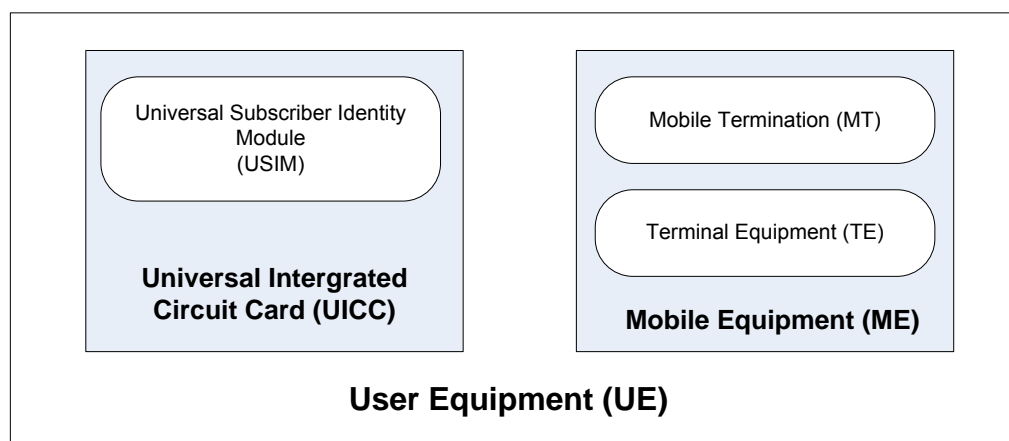 Universal Subscriber Identity
Module
(USIM)
Universal Intergrated
Circuit Card (UICC)
Mobile Termination (MT)
Terminal Equipment (TE)
Mobile Equipment (ME)
User Equipment (UE)